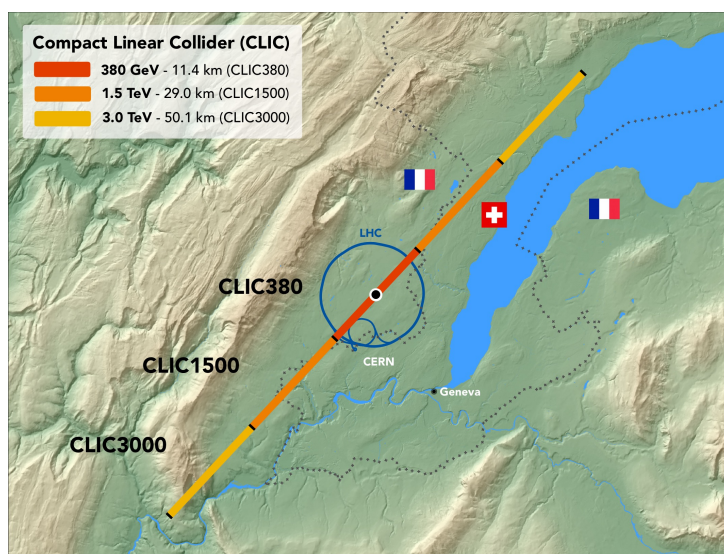 Compact Linear Collider (CLIC)
380 GeV - 11.4 km (CLIC380)
1.5 TeV - 29.0 km (CLIC1500)
3.0 TeV - 50.1 km (CLIC3000)
LHC
CLIC380
CLIC1500
CERN
Geneva
CLIC3000